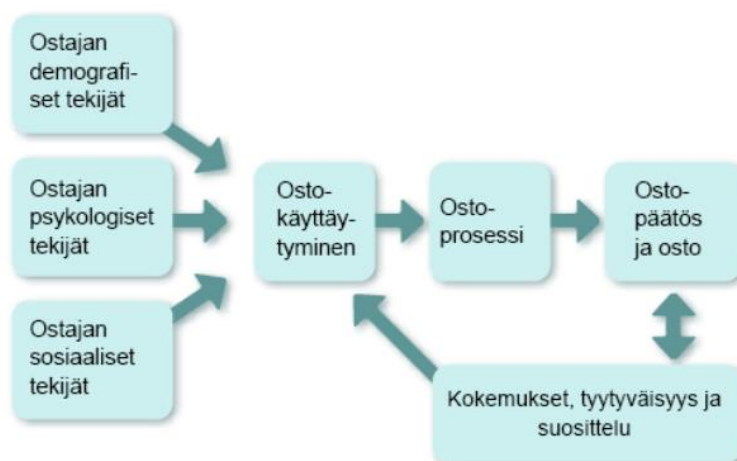 Ostajan
demografi-
set tekijät
Ostajan
psykologiset
tekijät
Ostajan
sosiaaliset
tekijät
Osto-
käyttäy-
tyminen
Osto-
prosessi
Osto-
päätös
ja osto
Kokemukset, tyytyväisyys ja
suosittelu